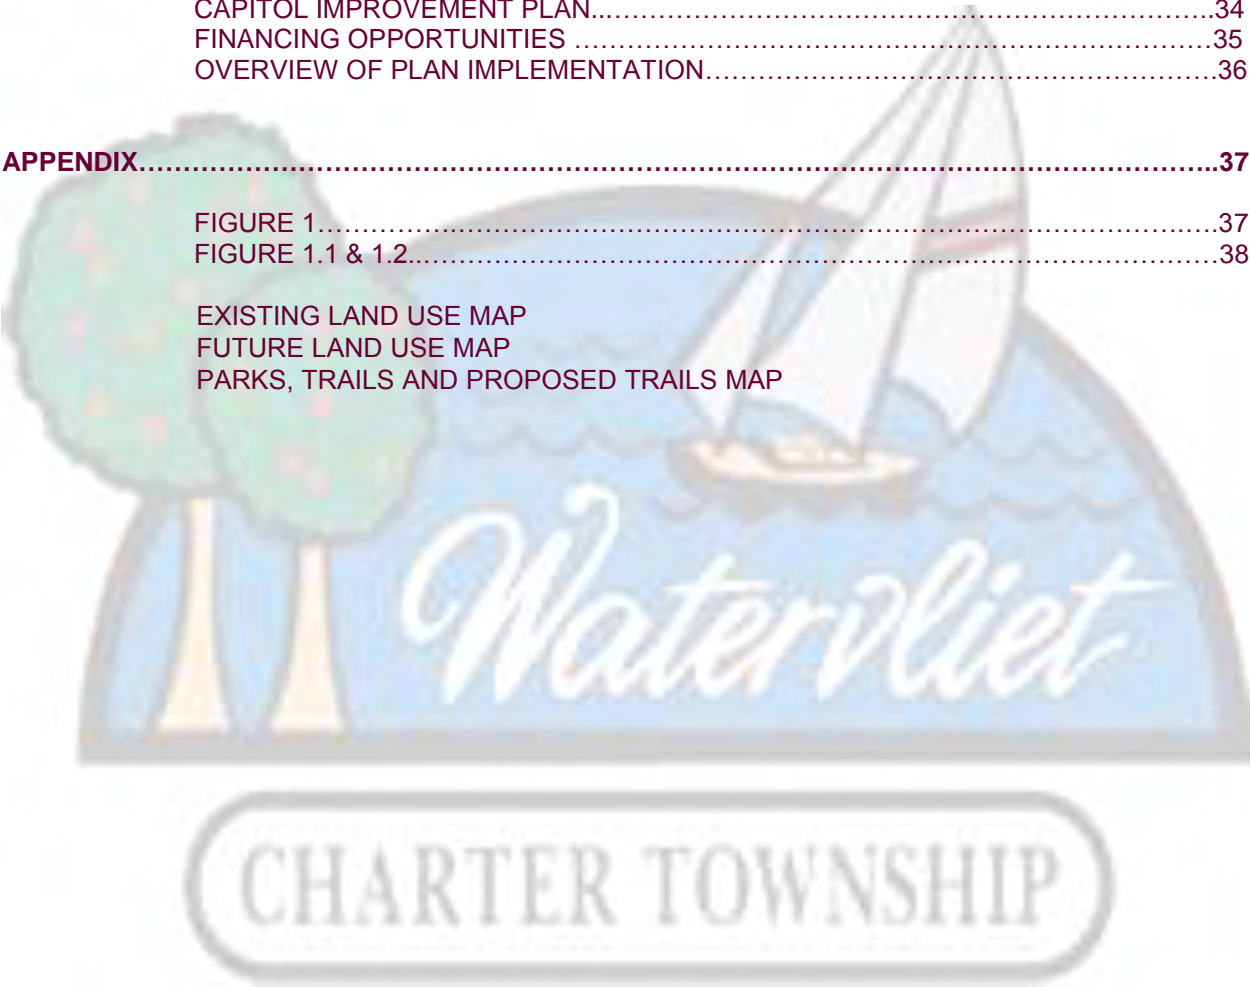 CAPITOL IMPROVEMENT PLAN...……………………………………………………………..34
FINANCING OPPORTUNITIES …………………………………………………………………35
OVERVIEW OF PLAN IMPLEMENTATION………………………………………………….36
APPENDIX…………………………………………………………………………………………..37
FIGURE 1……………………………………………………………………………………….37
FIGURE 1.1 & 1.2..………………………………………………………………………………38
EXISTING LAND USE MAP
FUTURE LAND USE MAP
PARKS, TRAILS AND PROPOSED TRAILS MAP
Watervliet
CHARTER TOWNSHIP